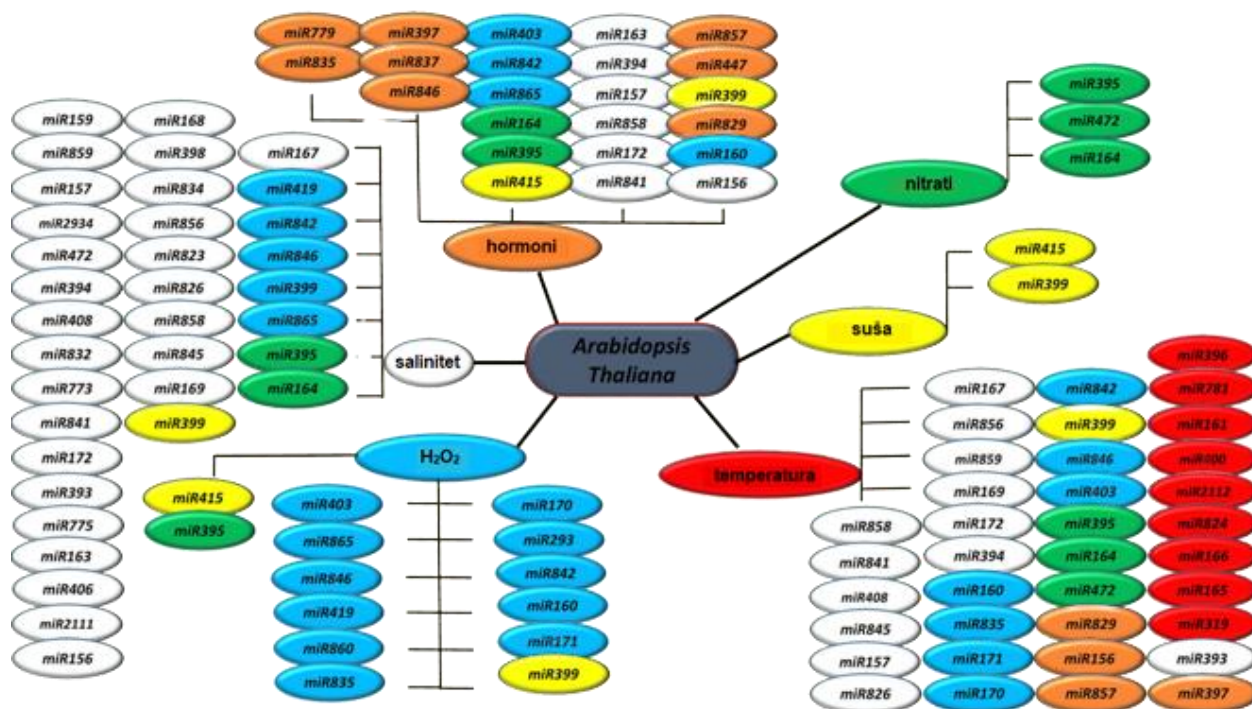 miR779
miR835
miR397
miR837
miR846
miR403
miR842
miR865
miR164
miR395
miR415
miR163
miR394
miR157
miR858
miR172
miR841
miR857
miR447
miR399
miR829
miR160
miR156
hormoni
miR395
miR472
miR164
nitrati
miR159
miR859
miR157
miR2934
miR472
miR394
miR408
miR832
miR773
miR841
miR172
miR393
miR775
miR163
miR406
miR2111
miR156
miR168
miR398
miR834
miR856
miR823
miR826
miR858
miR845
miR169
miR399
miR167
miR419
miR842
miR846
miR399
miR865
miR395
miR164
salinitet
Arabidopsis
Thaliana
miR415
miR399
suša
H₂O₂
miR415
miR395
miR403
miR865
miR846
miR419
miR860
miR835
miR170
miR293
miR842
miR160
miR171
miR399
temperatura
miR858
miR841
miR408
miR845
miR157
miR826
miR167
miR856
miR859
miR169
miR172
miR394
miR160
miR835
miR171
miR170
miR842
miR399
miR846
miR403
miR395
miR164
miR472
miR829
miR156
miR857
miR396
miR781
miR161
miR400
miR2112
miR824
miR166
miR165
miR319
miR393
miR397